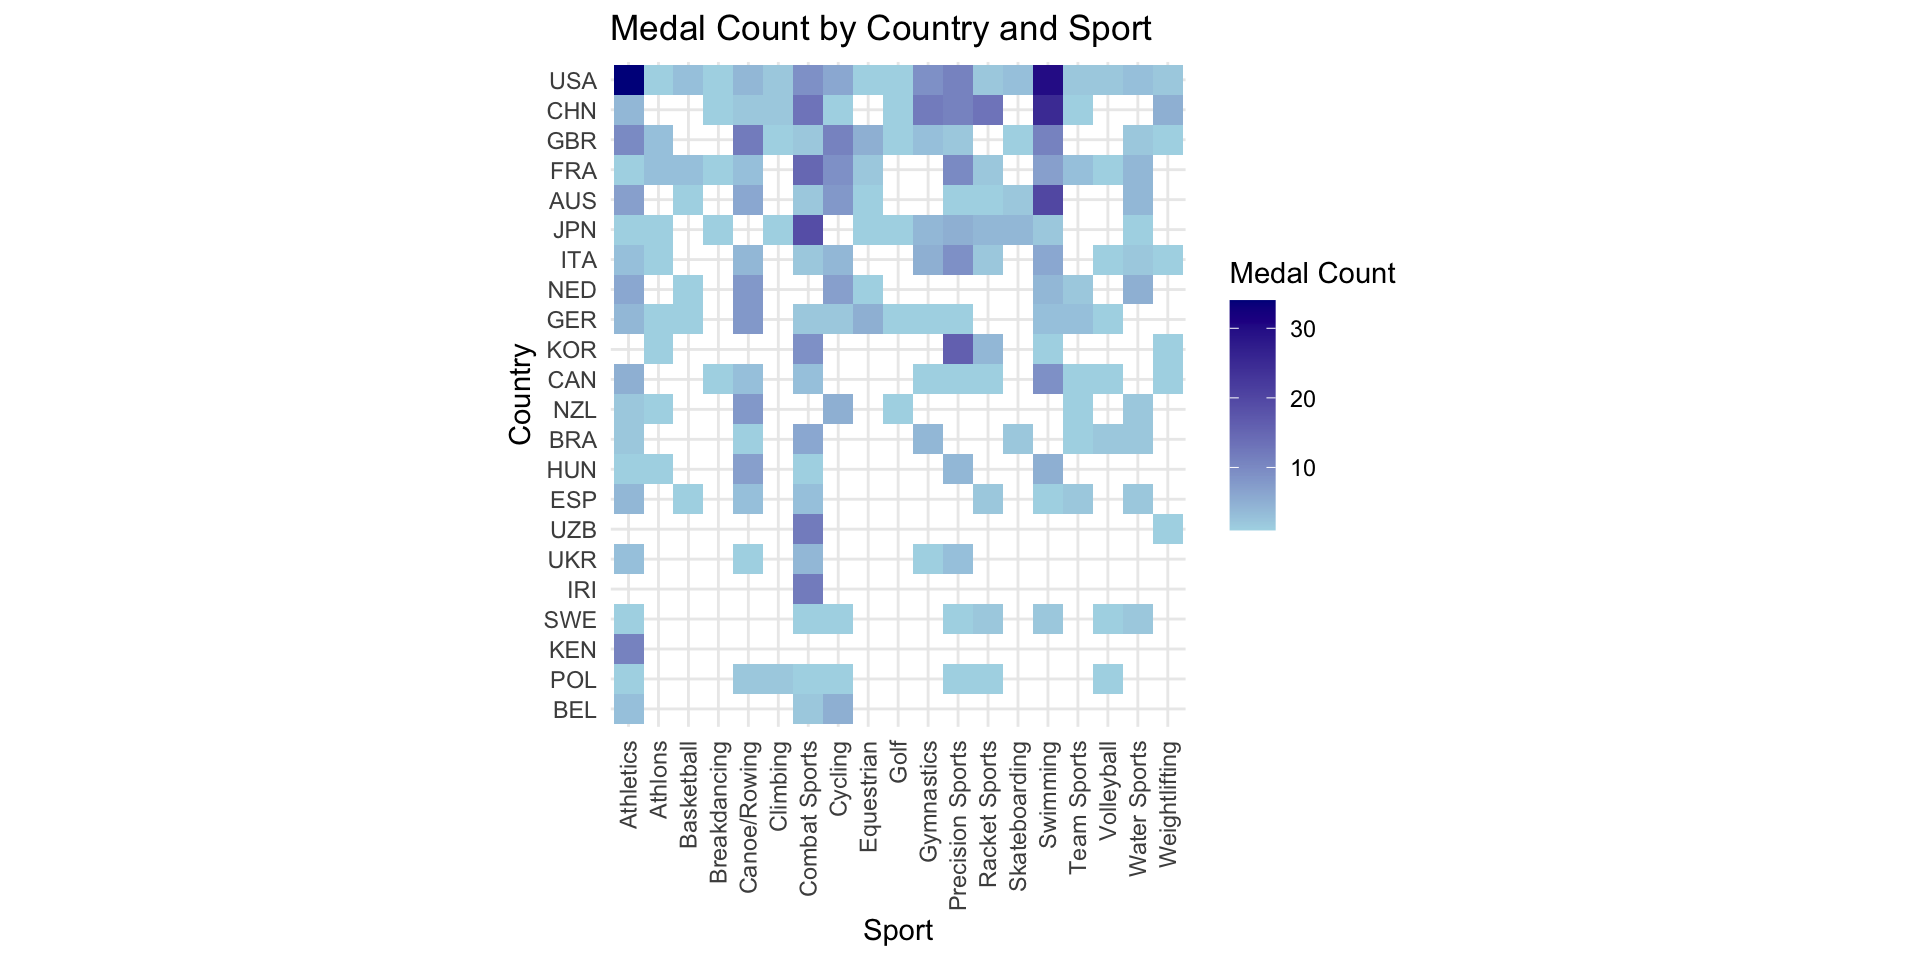 Medal Count by Country and Sport
USA
CHN
GBR
FRA
AUS
JPN
ITA
NED
GER
KOR
CAN
NZL
BRA
HUN
ESP
UZB
UKR
IRI
SWE
KEN
POL
BEL
Country
Athletics
Athlons
Basketball
Breakdancing
Canoe/Rowing
Climbing
Combat Sports
Cycling
Equestrian
Golf
Gymnastics
Precision Sports
Racket Sports
Skateboarding
Swimming
Team Sports
Volleyball
Water Sports
Weightlifting
Sport
Medal Count
30
20
10